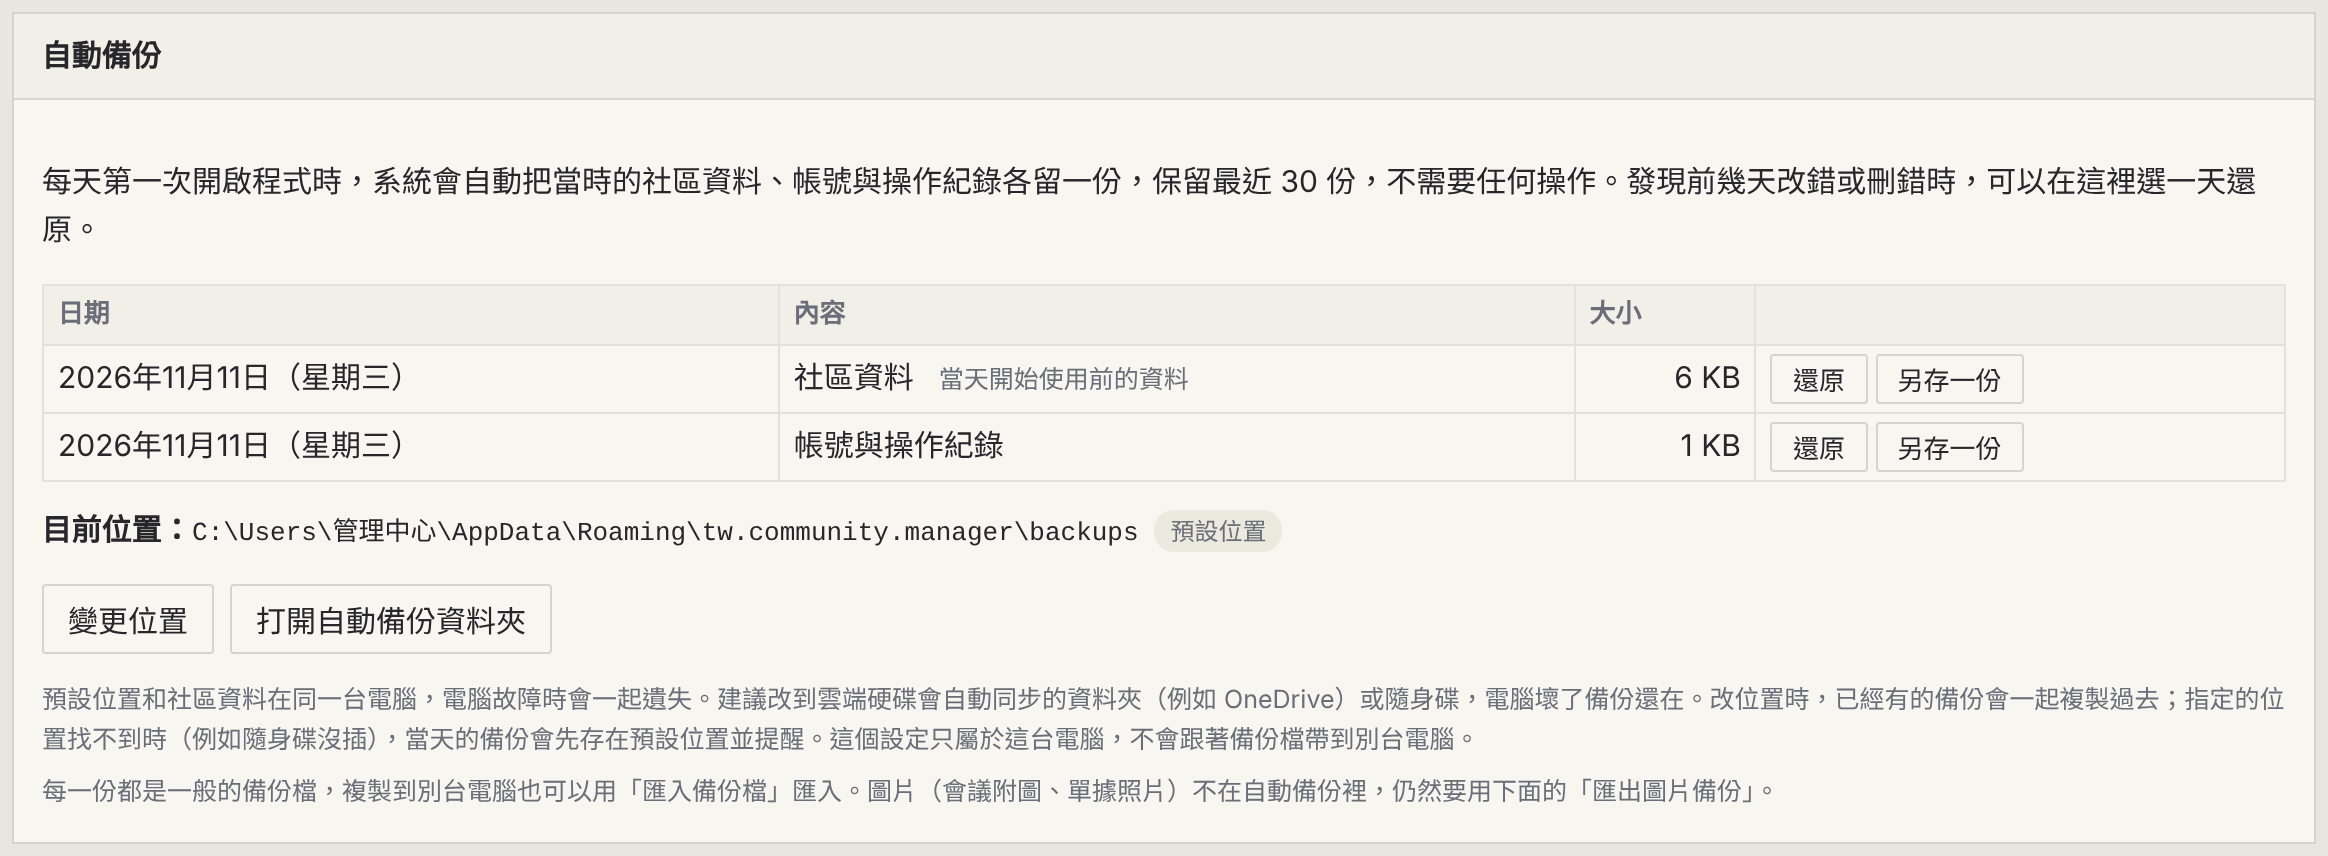 自動備份
每天第一次開啟程式時，系統會自動把當時的社區資料、帳號與操作紀錄各留一份，保留最近 30 份，不需要任何操作。發現前幾天改錯或刪錯時，可以在這裡選一天還
原。
日期 內容 大小
2026年11月11日（星期三） 社區資料 當天開始使用前的資料 6 KB 還原 另存一份
2026年11月11日（星期三） 帳號與操作紀錄 1 KB 還原 另存一份
目前位置：C:\Users\管理中心\AppData\Roaming\tw.community.manager\backups 預設位置
變更位置 打開自動備份資料夾
預設位置和社區資料在同一台電腦，電腦故障時會一起遺失。建議改到雲端硬碟會自動同步的資料夾（例如 OneDrive）或隨身碟，電腦壞了備份還在。改位置時，已經有的備份會一起複製過去；指定的位
置找不到時（例如隨身碟沒插），當天的備份會先存在預設位置並提醒。這個設定只屬於這台電腦，不會跟著備份檔帶到別台電腦。
每一份都是一般的備份檔，複製到別台電腦也可以用「匯入備份檔」匯入。圖片（會議附圖、單據照片）不在自動備份裡，仍然要用下面的「匯出圖片備份」。